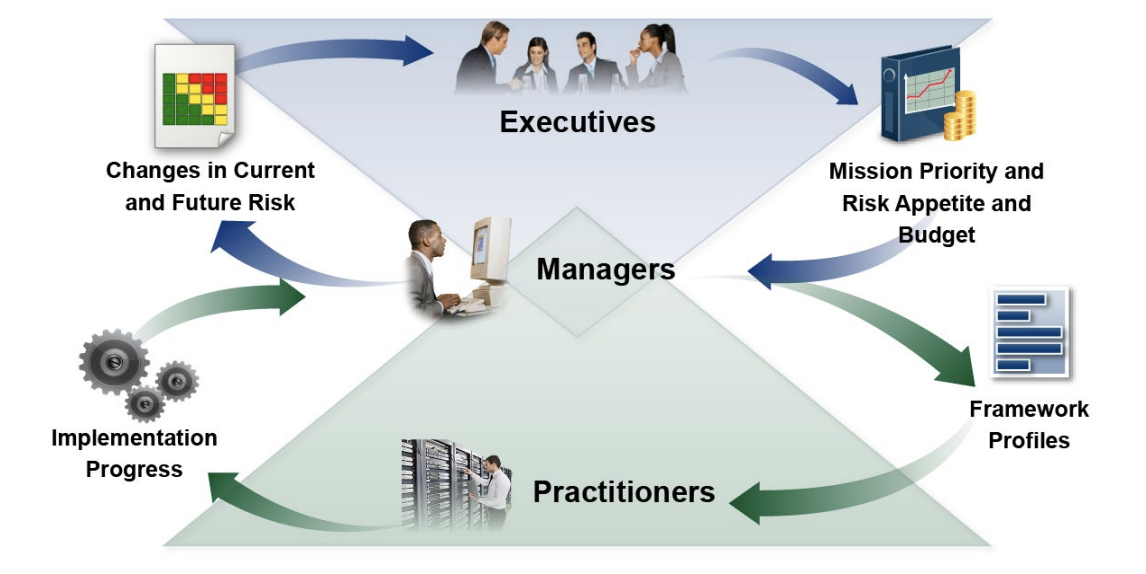 Executives
Changes in Current
and Future Risk
Mission Priority and
Risk Appetite and
Budget
Managers
Framework
Profiles
Implementation
Progress
Practitioners